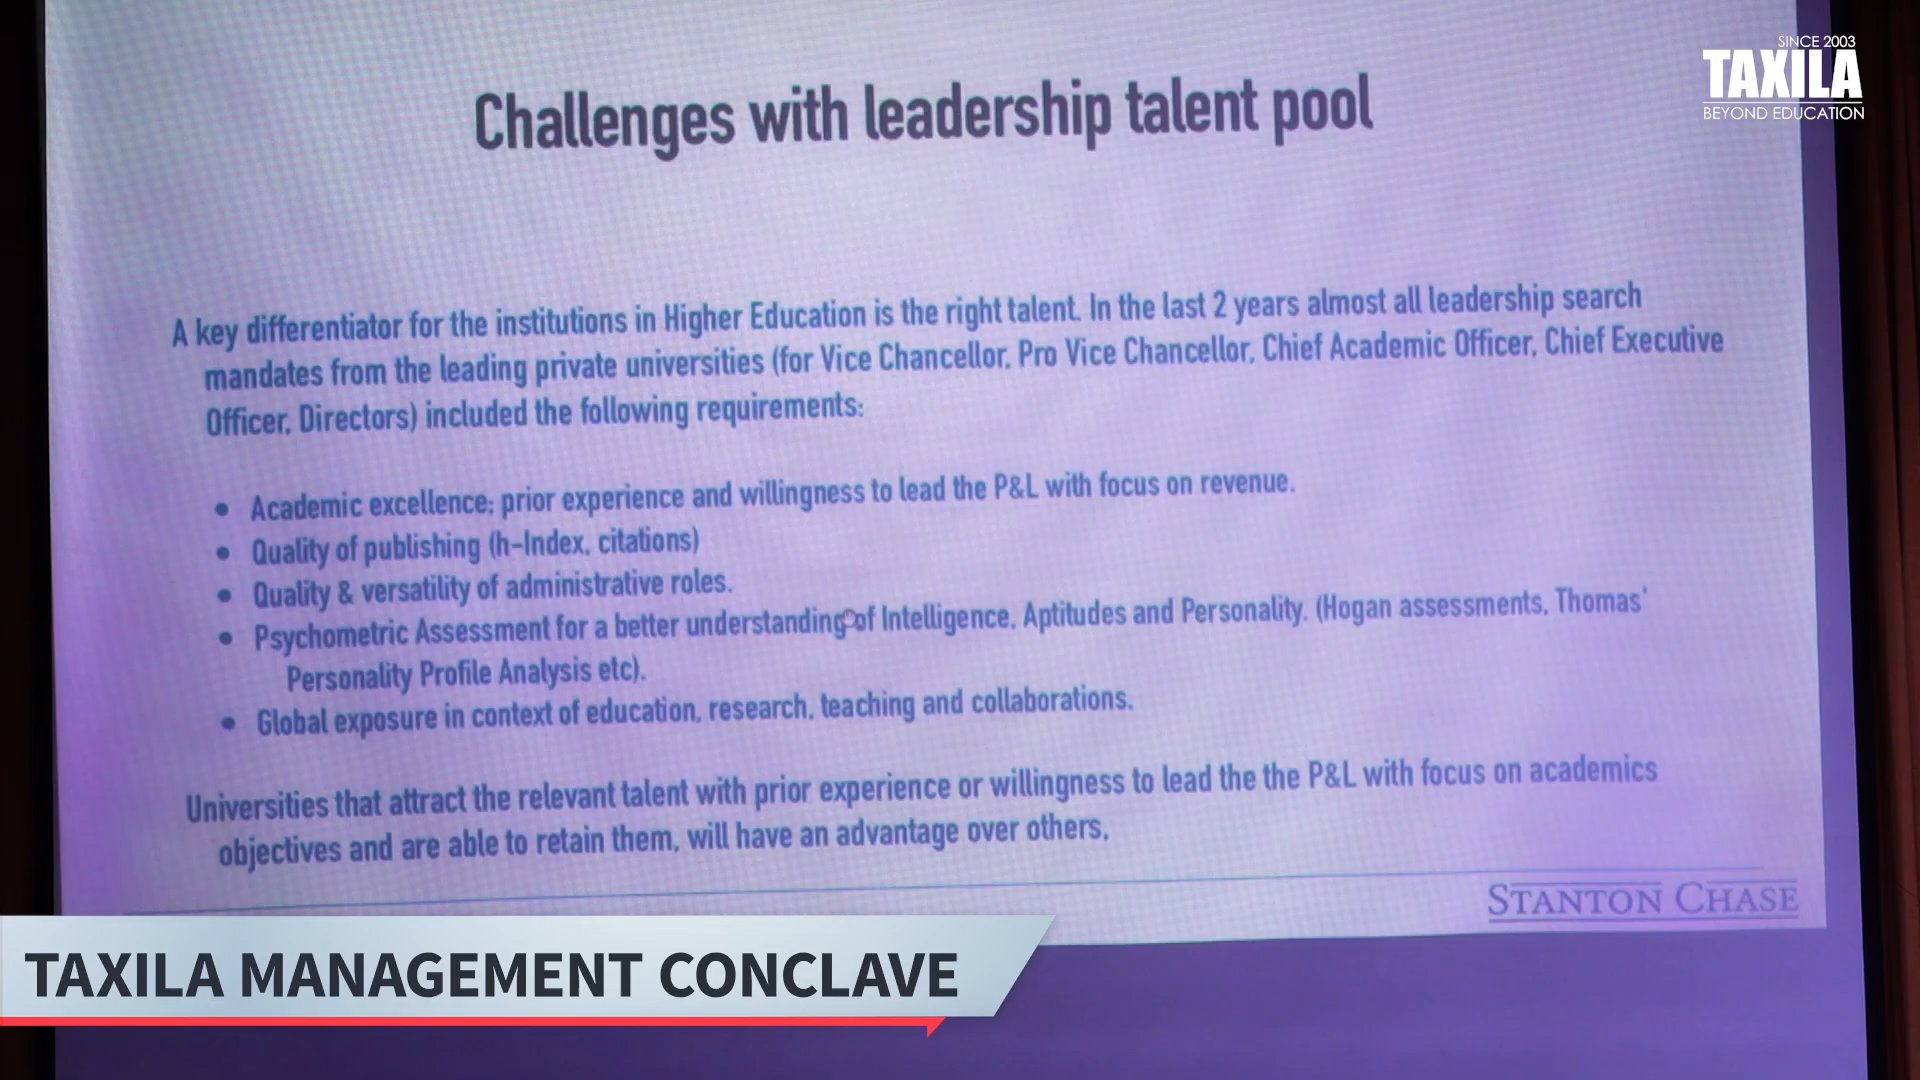 SINCE 2003
TAXILA
BEYOND EDUCATION
Challenges with leadership talent pool
A key differentiator for the institutions in Higher Education is the right talent. In the last 2 years almost all leadership search
mandates from the leading private universities (for Vice Chancellor, Pro Vice Chancellor, Chief Academic Officer, Chief Executive
Officer, Directors) included the following requirements:
• Academic excellence; prior experience and willingness to lead the P&L with focus on revenue.
• Quality of publishing (h-Index, citations)
• Quality & versatility of administrative roles.
• Psychometric Assessment for a better understanding of Intelligence, Aptitudes and Personality. (Hogan assessments, Thomas'
Personality Profile Analysis etc).
• Global exposure in context of education, research, teaching and collaborations.
Universities that attract the relevant talent with prior experience or willingness to lead the the P&L with focus on academics
objectives and are able to retain them, will have an advantage over others.
STANTON CHASE
TAXILA MANAGEMENT CONCLAVE